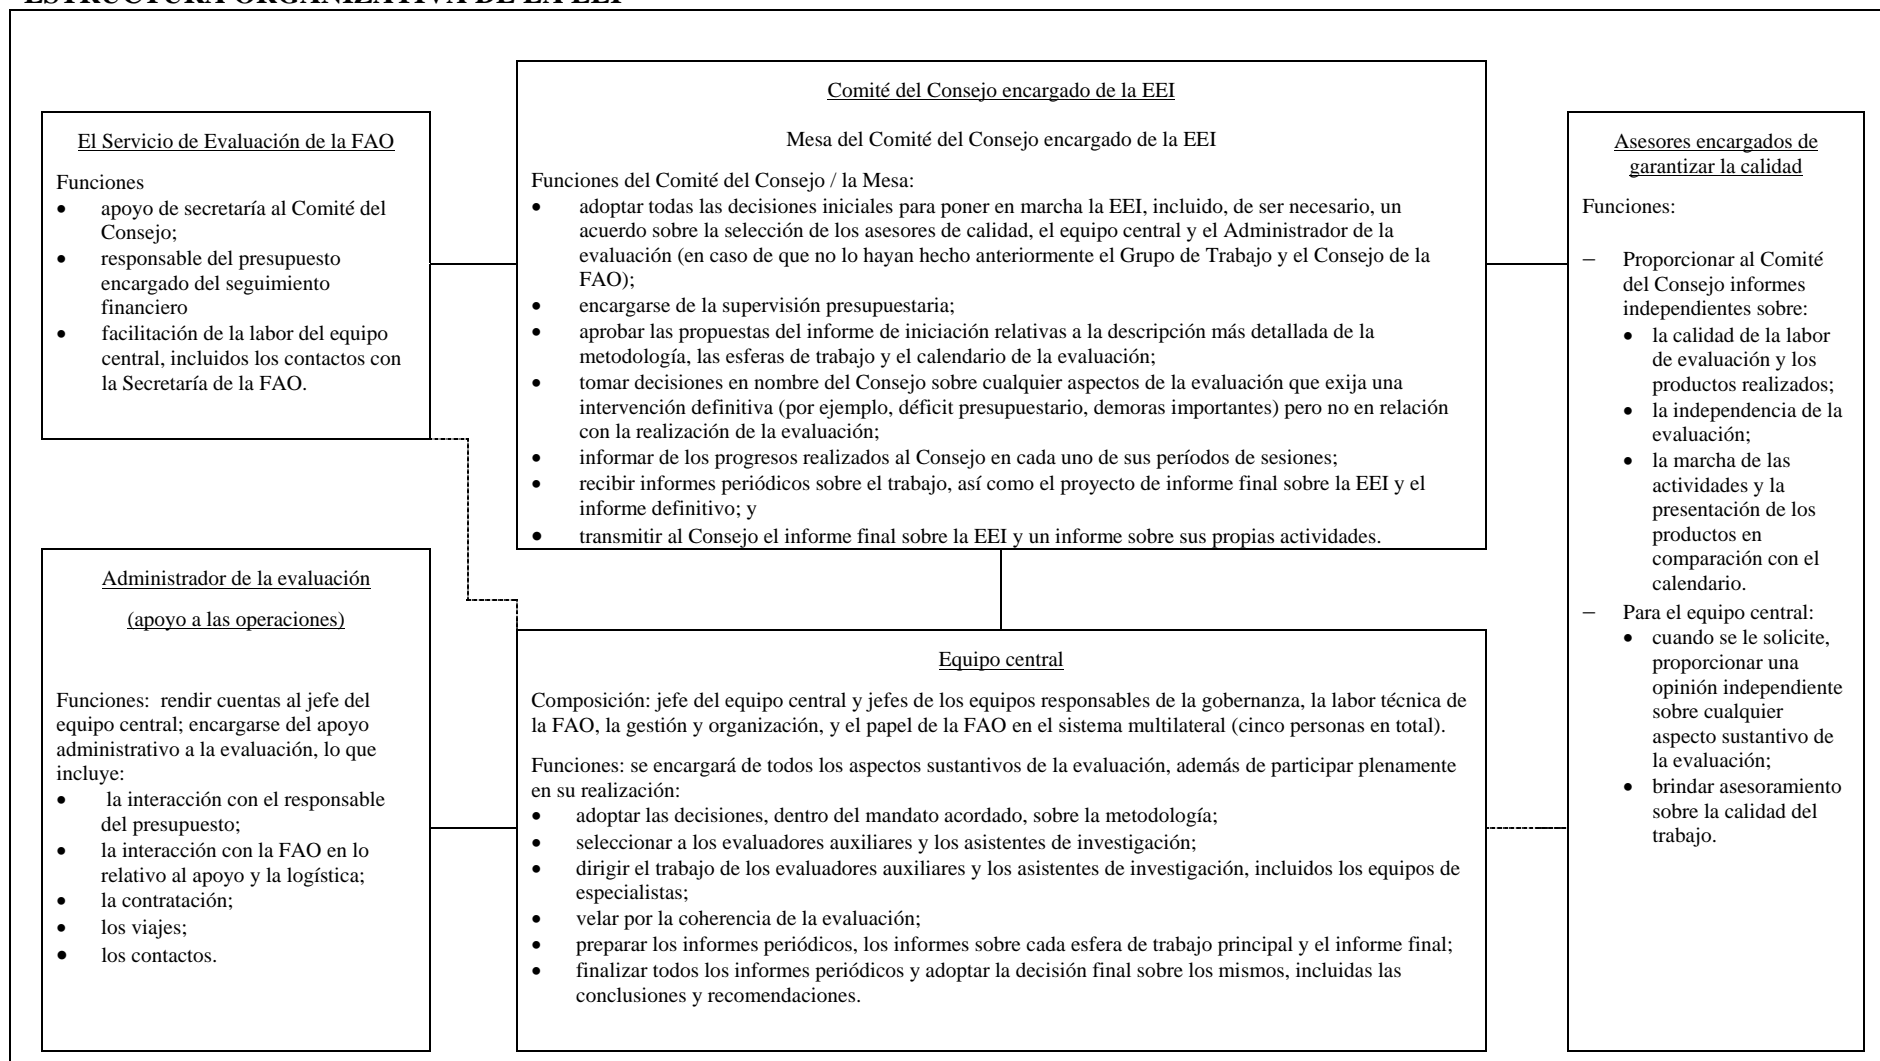 ESTRUCTURA ORGANIZATIVA DE LA EEI
El Servicio de Evaluación de la FAO
Funciones
• apoyo de secretaría al Comité del
Consejo;
• responsable del presupuesto
encargado del seguimiento
financiero
• facilitación de la labor del equipo
central, incluidos los contactos con
la Secretaría de la FAO.
Comité del Consejo encargado de la EEI
Mesa del Comité del Consejo encargado de la EEI
Funciones del Comité del Consejo / la Mesa:
• adoptar todas las decisiones iniciales para poner en marcha la EEI, incluido, de ser necesario, un
acuerdo sobre la selección de los asesores de calidad, el equipo central y el Administrador de la
evaluación (en caso de que no lo hayan hecho anteriormente el Grupo de Trabajo y el Consejo de la
FAO);
• encargarse de la supervisión presupuestaria;
• aprobar las propuestas del informe de iniciación relativas a la descripción más detallada de la
metodología, las esferas de trabajo y el calendario de la evaluación;
• tomar decisiones en nombre del Consejo sobre cualquier aspectos de la evaluación que exija una
intervención definitiva (por ejemplo, déficit presupuestario, demoras importantes) pero no en relación
con la realización de la evaluación;
• informar de los progresos realizados al Consejo en cada uno de sus períodos de sesiones;
• recibir informes periódicos sobre el trabajo, así como el proyecto de informe final sobre la EEI y el
informe definitivo; y
• transmitir al Consejo el informe final sobre la EEI y un informe sobre sus propias actividades.
Asesores encargados de
garantizar la calidad
Funciones:
– Proporcionar al Comité
del Consejo informes
independientes sobre:
• la calidad de la labor
de evaluación y los
productos realizados;
• la independencia de la
evaluación;
• la marcha de las
actividades y la
presentación de los
productos en
comparación con el
calendario.
– Para el equipo central:
• cuando se le solicite,
proporcionar una
opinión independiente
sobre cualquier
aspecto sustantivo de
la evaluación;
• brindar asesoramiento
sobre la calidad del
trabajo.
Administrador de la evaluación
(apoyo a las operaciones)
Funciones: rendir cuentas al jefe del
equipo central; encargarse del apoyo
administrativo a la evaluación, lo que
incluye:
• la interacción con el responsable
del presupuesto;
• la interacción con la FAO en lo
relativo al apoyo y la logística;
• la contratación;
• los viajes;
• los contactos.
Equipo central
Composición: jefe del equipo central y jefes de los equipos responsables de la gobernanza, la labor técnica de
la FAO, la gestión y organización, y el papel de la FAO en el sistema multilateral (cinco personas en total).
Funciones: se encargará de todos los aspectos sustantivos de la evaluación, además de participar plenamente
en su realización:
• adoptar las decisiones, dentro del mandato acordado, sobre la metodología;
• seleccionar a los evaluadores auxiliares y los asistentes de investigación;
• dirigir el trabajo de los evaluadores auxiliares y los asistentes de investigación, incluidos los equipos de
especialistas;
• velar por la coherencia de la evaluación;
• preparar los informes periódicos, los informes sobre cada esfera de trabajo principal y el informe final;
• finalizar todos los informes periódicos y adoptar la decisión final sobre los mismos, incluidas las
conclusiones y recomendaciones.